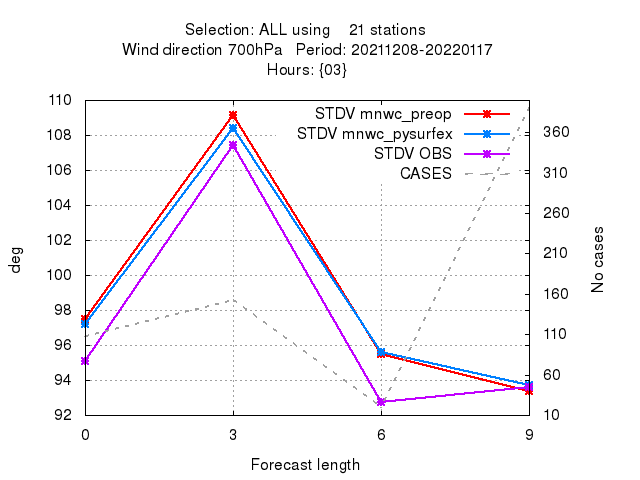 Selection: ALL using    21 stations
Wind direction 700hPa   Period: 20211208-20220117
Hours: {03}
STDV mnwc_preop
STDV mnwc_pysurfex
STDV OBS
CASES
deg
110
108
106
104
102
100
98
96
94
92
No cases
360
310
260
210
160
110
60
10
0 3 6 9
Forecast length